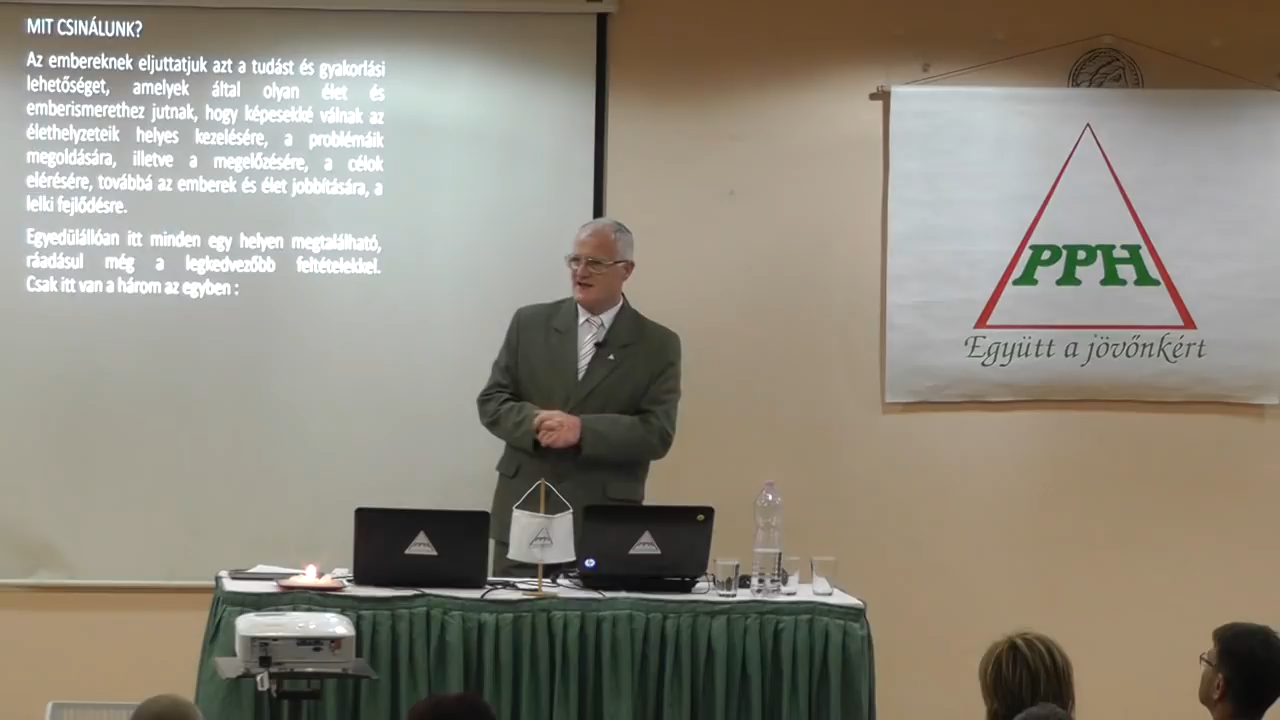 MIT CSINÁLUNK?
Az embereknek eljuttatjuk azt a tudást és gyakorlási
lehetőséget, amelyek által olyan élet és
emberismerethez jutnak, hogy képesekké válnak az
élethelyzeteik helyes kezelésére, a problémáik
megoldására, illetve a megelőzésére, a célok
elérésére, továbbá az emberek és élet jobbítására, a
lelki fejlődésre.
Egyedülállóan itt minden egy helyen megtalálható,
ráadásul még a legkedvezőbb feltételekkel.
Csak itt van a három az egyben :
PPH
Együtt a jövőnkért
hp